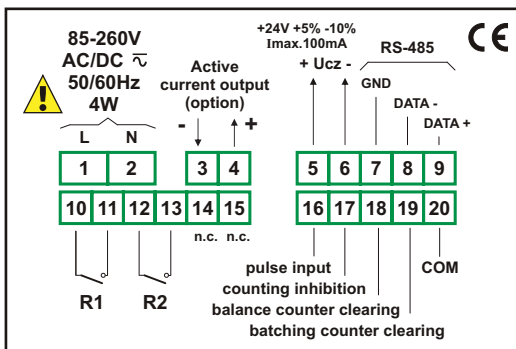 85-260V
AC/DC
50/60Hz
4W
L N
Active
current output
(option)
- +
+24V +5% -10%
Imax.100mA
+ Ucz -
RS-485
GND
DATA -
DATA +
CE
1 2 3 4 5 6 7 8 9
10 11 12 13 14 15 16 17 18 19 20
n.c. n.c.
R1 R2
pulse input
counting inhibition
balance counter clearing
batching counter clearing
COM